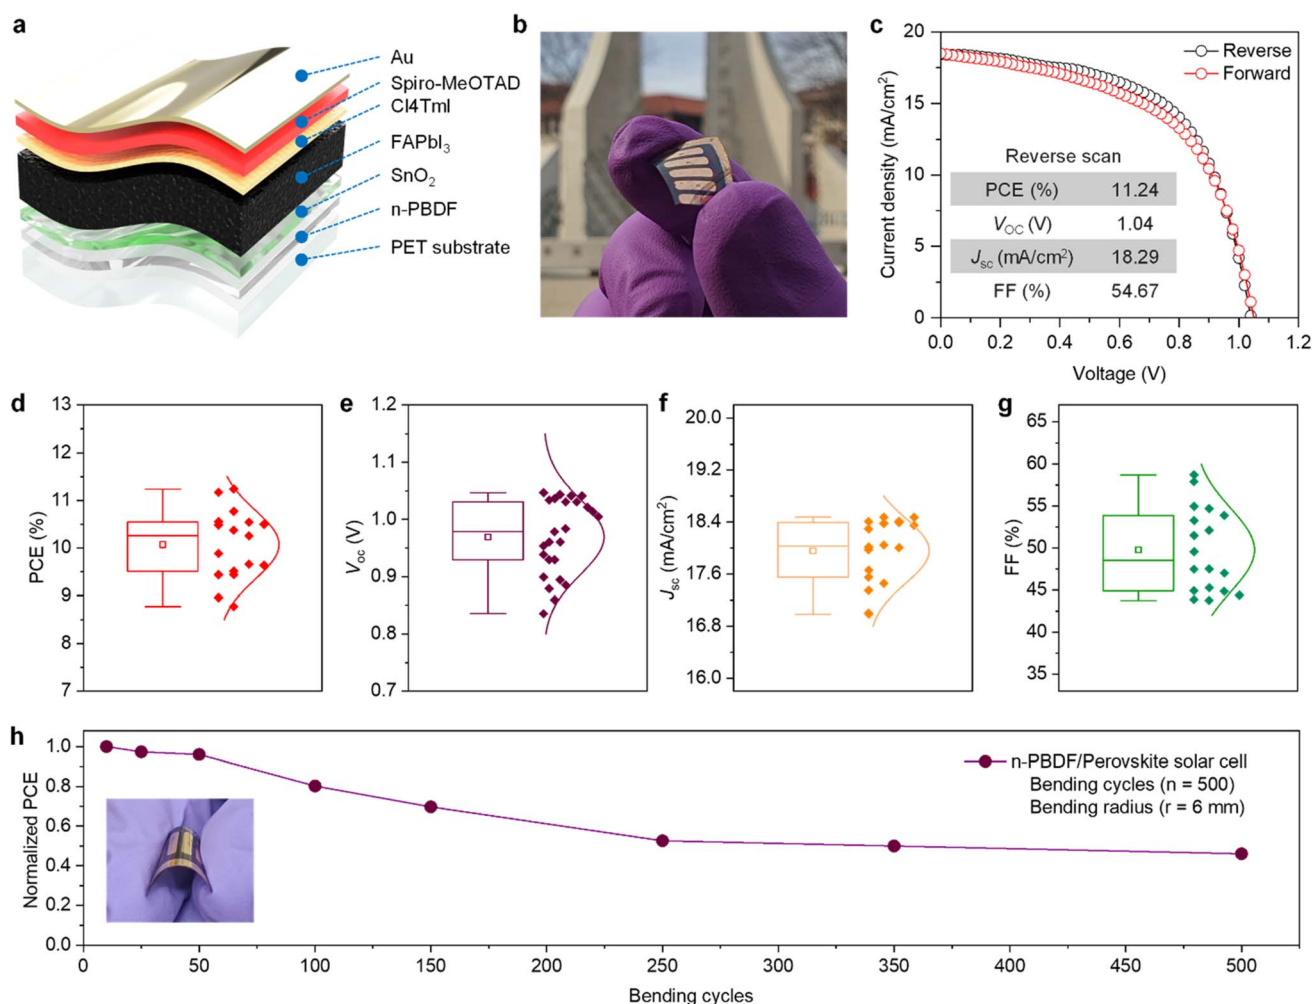 a
Au
Spiro-MeOTAD
Cl4Tml
FAPbI3
SnO2
n-PBDF
PET substrate
b
c
20
15
10
5
0
Current density (mA/cm2)
Reverse
Forward
Reverse scan
PCE (%) 11.24
VOC (V) 1.04
Jsc (mA/cm2) 18.29
FF (%) 54.67
0.0 0.2 0.4 0.6 0.8 1.0 1.2
Voltage (V)
d
13
12
11
10
9
8
7
PCE (%)
e
1.2
1.1
1.0
0.9
0.8
0.7
Voc (V)
f
20.0
19.2
18.4
17.6
16.8
16.0
Jsc (mA/cm2)
g
65
60
55
50
45
40
35
FF (%)
h
1.0
0.8
0.6
0.4
0.2
0.0
Normalized PCE
n-PBDF/Perovskite solar cell
Bending cycles (n = 500)
Bending radius (r = 6 mm)
0 50 100 150 200 250 300 350 400 450 500
Bending cycles